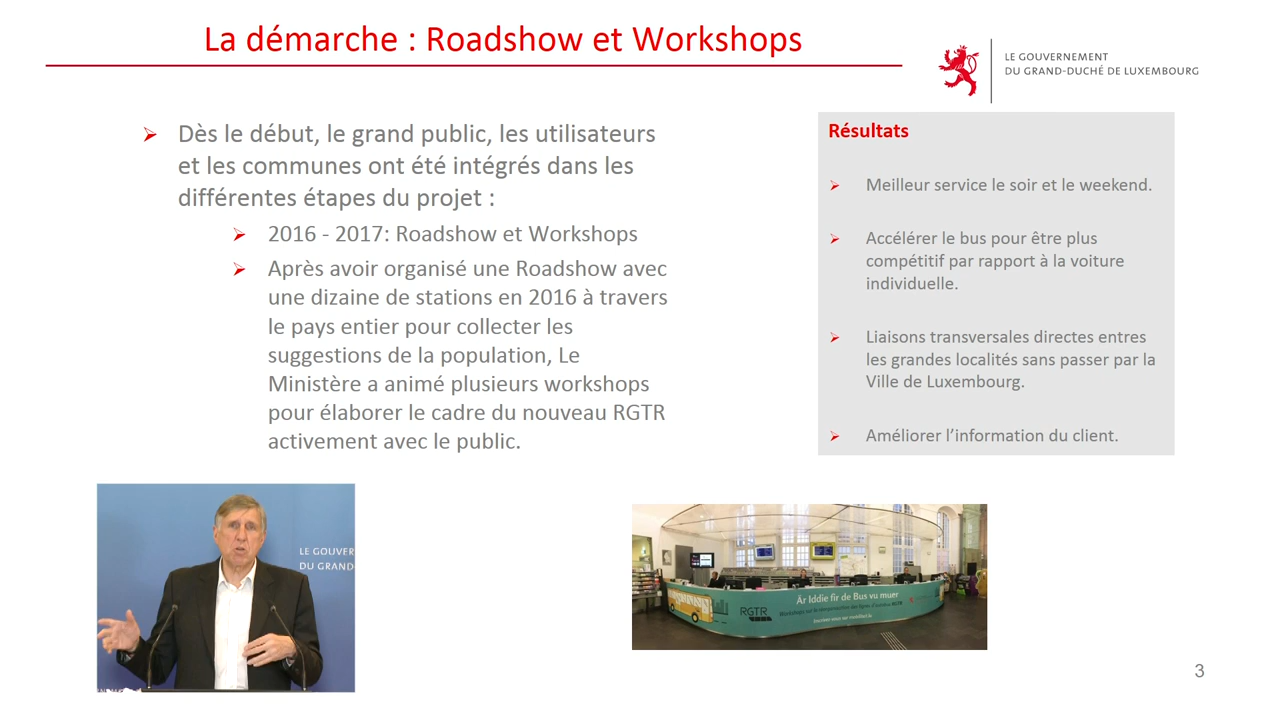 La démarche : Roadshow et Workshops
LE GOUVERNEMENT
DU GRAND-DUCHÉ DE LUXEMBOURG
Dès le début, le grand public, les utilisateurs
et les communes ont été intégrés dans les
différentes étapes du projet :
2016 - 2017: Roadshow et Workshops
Après avoir organisé une Roadshow avec
une dizaine de stations en 2016 à travers
le pays entier pour collecter les
suggestions de la population, Le
Ministère a animé plusieurs workshops
pour élaborer le cadre du nouveau RGTR
activement avec le public.
Résultats
Meilleur service le soir et le weekend.
Accélérer le bus pour être plus
compétitif par rapport à la voiture
individuelle.
Liaisons transversales directes entres
les grandes localités sans passer par la
Ville de Luxembourg.
Améliorer l'information du client.
LE GOUVER
DU GRAND-
Är Iddie fir de Bus vu muer
RGTR
3